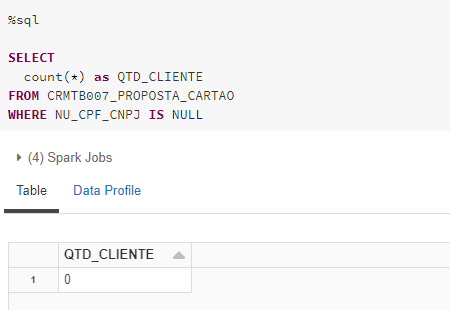 %sql
SELECT
count(*) as QTD_CLIENTE
FROM CRMTB007_PROPOSTA_CARTAO
WHERE NU_CPF_CNPJ IS NULL
(4) Spark Jobs
Table Data Profile
QTD_CLIENTE
1 0